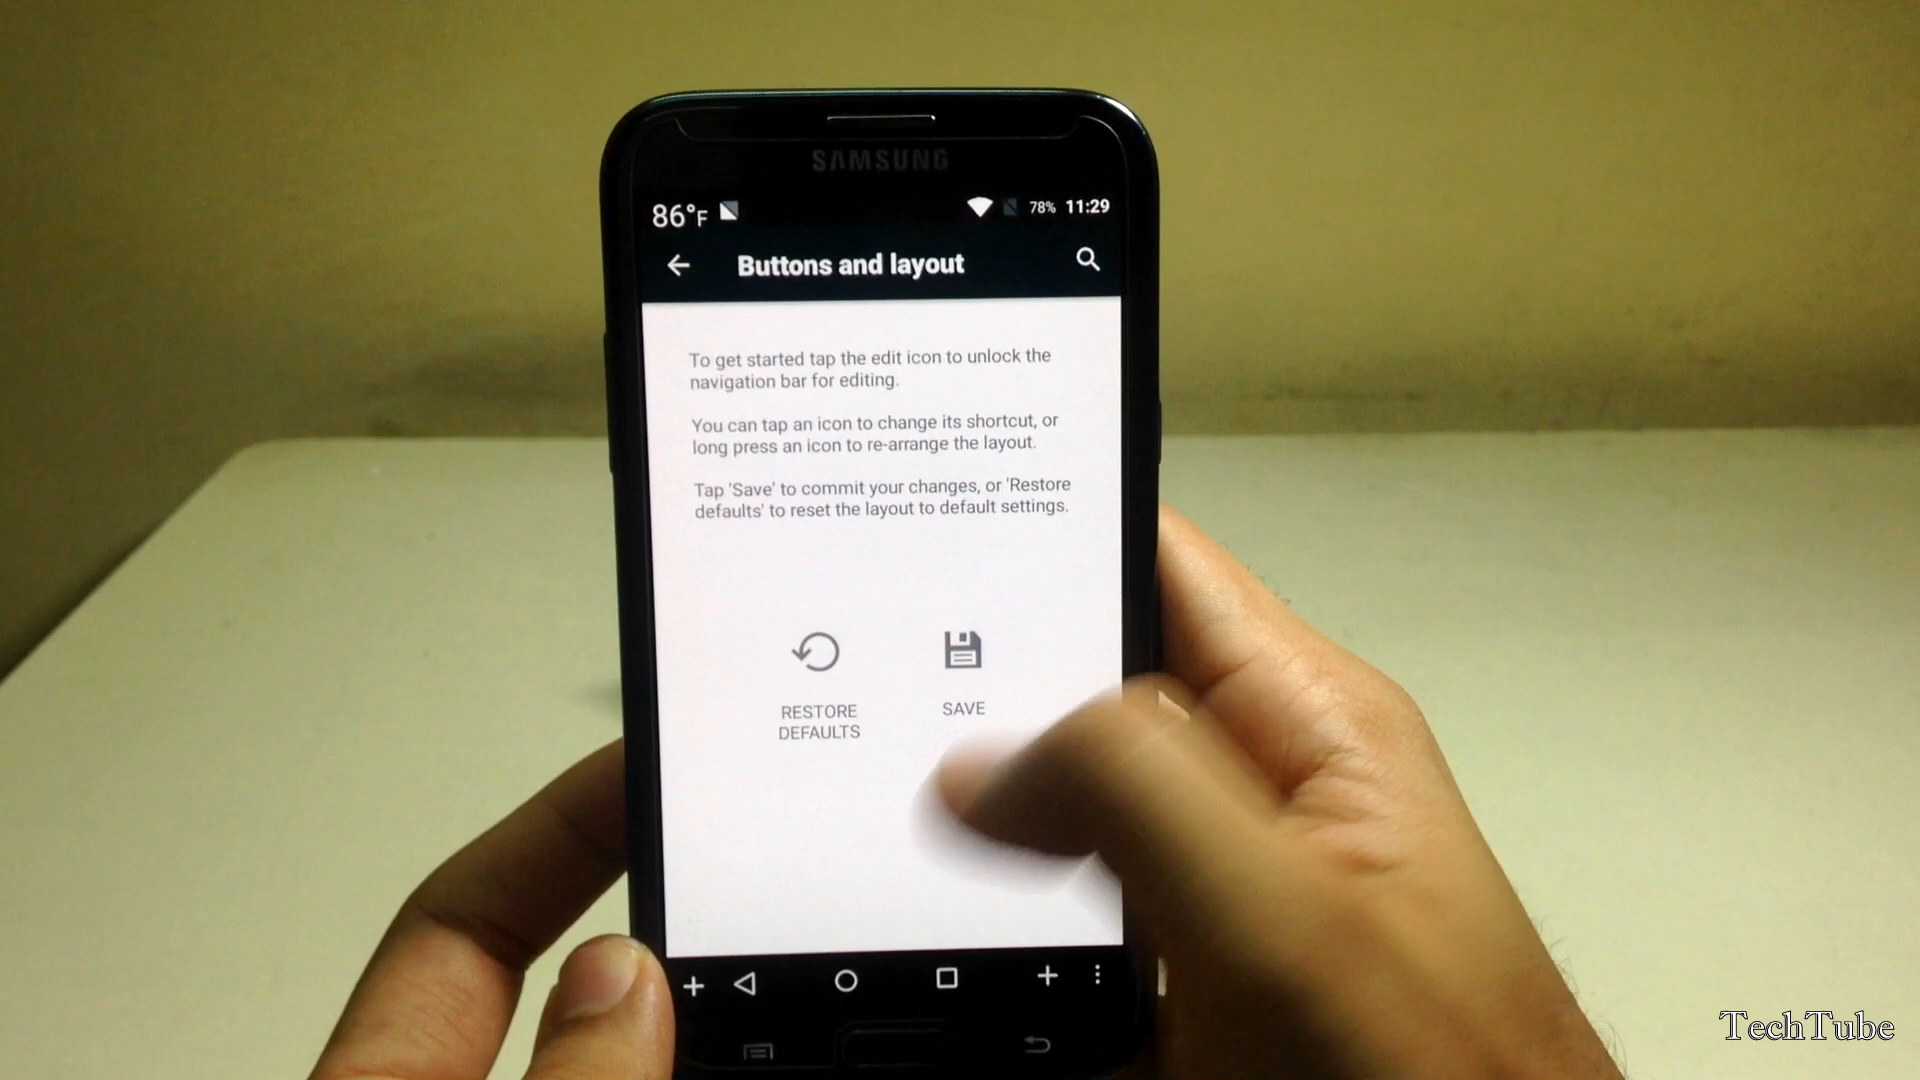 SAMSUNG
86°F
78% 11:29
Buttons and layout
To get started tap the edit icon to unlock the
navigation bar for editing.
You can tap an icon to change its shortcut, or
long press an icon to re-arrange the layout.
Tap 'Save' to commit your changes, or 'Restore
defaults' to reset the layout to default settings.
RESTORE
DEFAULTS
SAVE
TechTube